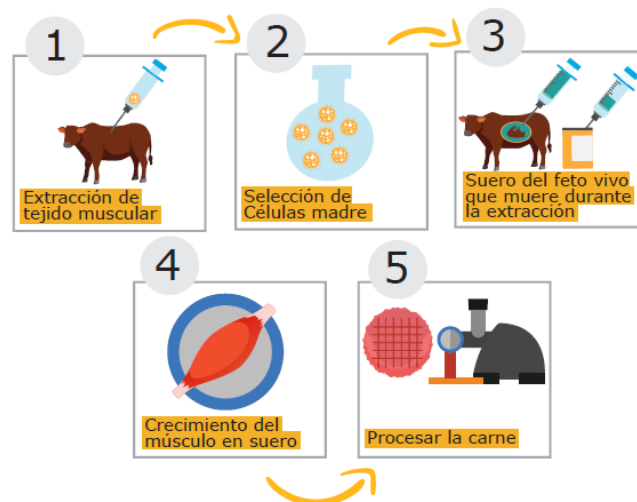 1
Extracción de
tejido muscular
2
Selección de
Células madre
3
Suero del feto vivo
que muere durante
la extracción
4
Crecimiento del
músculo en suero
5
Procesar la carne